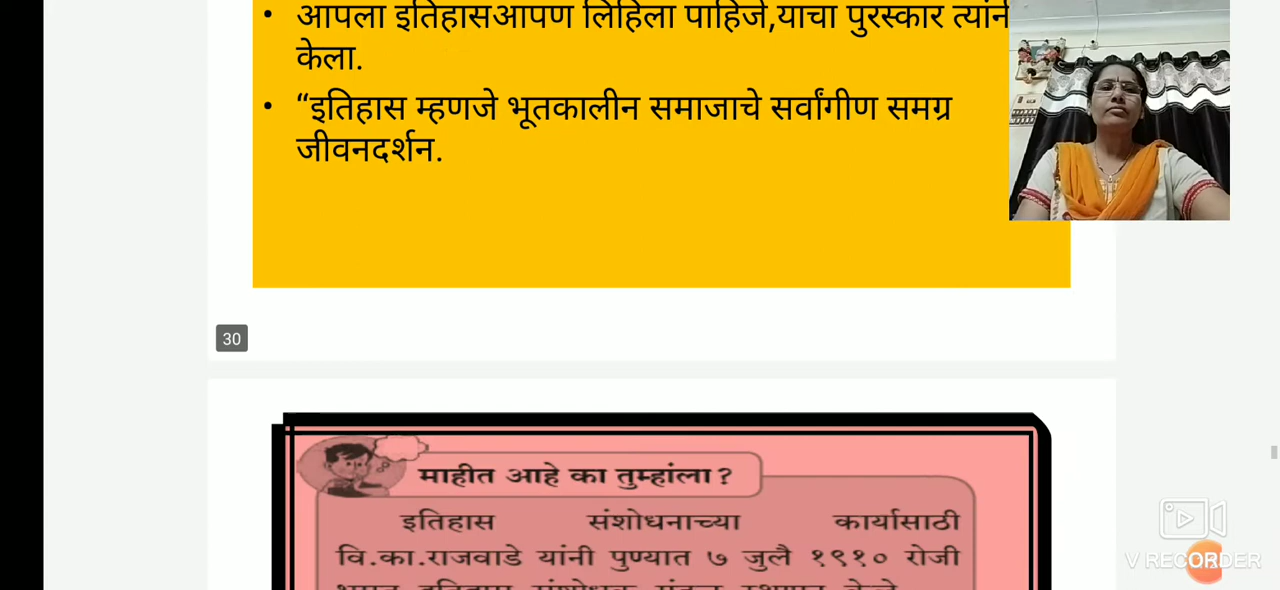 आपला इतिहासआपण लिहिला पाहिजे,याचा पुरस्कार त्यांनी
केला.
“इतिहास म्हणजे भूतकालीन समाजाचे सर्वांगीण समग्र
जीवनदर्शन.
30
माहीत आहे का तुम्हांला?
इतिहास संशोधनाच्या कार्यासाठी
वि.का.राजवाडे यांनी पुण्यात ७ जुलै १९१० रोजी
V RECORDER